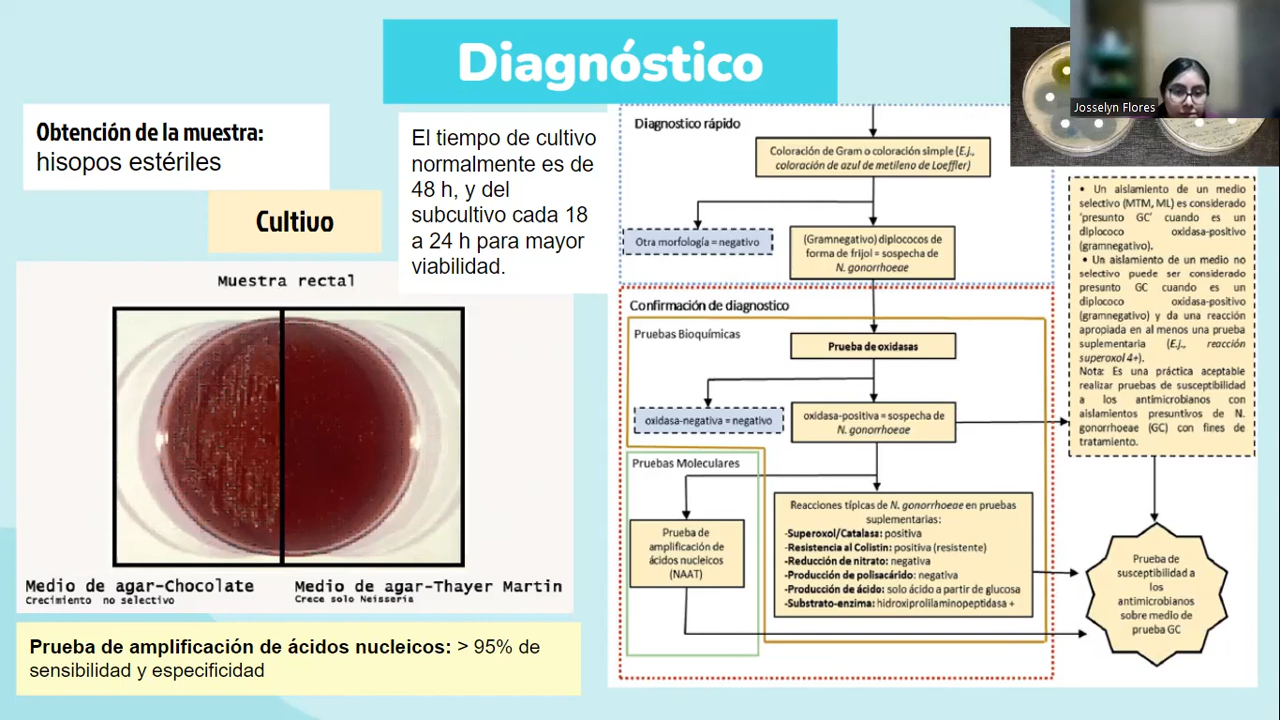 Diagnóstico
Josselyn Flores
Obtención de la muestra:
hisopos estériles
Cultivo
El tiempo de cultivo
normalmente es de
48 h, y del
subcultivo cada 18
a 24 h para mayor
viabilidad.
Muestra rectal
Medio de agar-Chocolate
Crecimiento no selectivo
Medio de agar-Thayer Martin
Crece solo Neisseria
Prueba de amplificación de ácidos nucleicos: > 95% de
sensibilidad y especificidad
Diagnostico rápido
Coloración de Gram o coloración simple (E.j.,
coloración de azul de metileno de Loeffler)
Otra morfología = negativo
(Gramnegativo) diplococos de
forma de frijol = sospecha de
N. gonorrhoeae
Confirmación de diagnostico
Pruebas Bioquímicas
Prueba de oxidasas
oxidasa-negativa = negativo
oxidasa-positiva = sospecha de
N. gonorrhoeae
Pruebas Moleculares
Prueba de
amplificación de
ácidos nucleicos
(NAAT)
Reacciones típicas de N. gonorrhoeae en pruebas
suplementarias:
-Superoxol/Catalasa: positiva
-Resistencia al Colistin: positiva (resistente)
-Reducción de nitrato: negativa
-Producción de polisacárido: negativa
-Producción de ácido: solo ácido a partir de glucosa
-Substrato-enzima: hidroxiprolilaminopeptidasa +
• Un aislamiento de un medio
selectivo (MTM, ML) es considerado
‘presunto GC’ cuando es un
diplococo oxidasa-positivo
(gramnegativo).
• Un aislamiento de un medio no
selectivo puede ser considerado
presunto GC cuando es un
diplococo oxidasa-positivo
(gramnegativo) y da una reacción
apropiada en al menos una prueba
suplementaria (E.j., reacción
superoxol 4+).
Nota: Es una práctica aceptable
realizar pruebas de susceptibilidad
a los antimicrobianos con
aislamientos presuntivos de N.
gonorrhoeae (GC) con fines de
tratamiento.
Prueba de
susceptibilidad a
los
antimicrobianos
sobre medio de
prueba GC